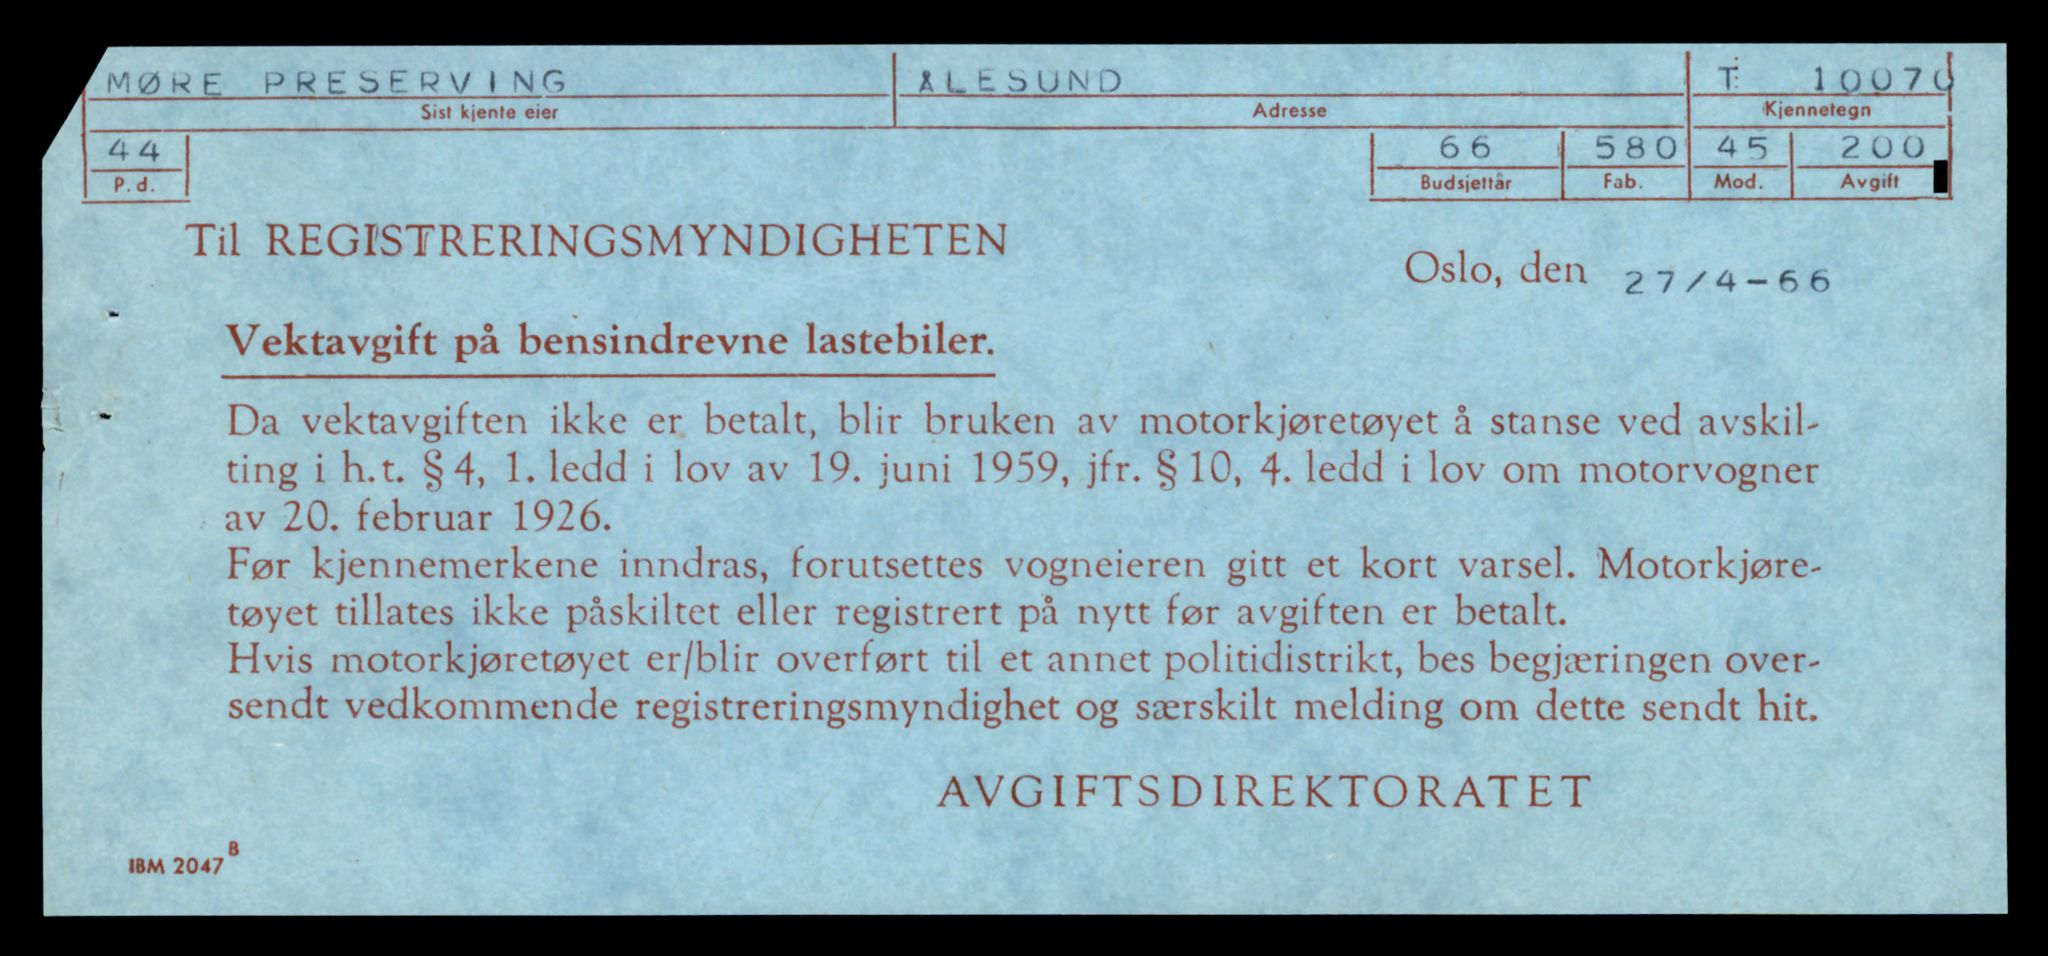 MØRE PRESERVING ÅLESUND T 10070
Sist kjente eier Adresse Kjennetegn
44 66 580 45 200
P. d. Budsjettår Fab. Mod. Avgift
Til REGISTRERINGSMYNDIGHETEN
Oslo, den 27/4-66
Vektavgift på bensindrevne lastebiler.
Da vektavgiften ikke er betalt, blir bruken av motorkjøretøyet å stanse ved avskil-
ting i h.t. § 4, 1. ledd i lov av 19. juni 1959, jfr. § 10, 4. ledd i lov om motorvogner
av 20. februar 1926.
Før kjennemerkene inndras, forutsettes vogneieren gitt et kort varsel. Motorkjøre-
tøyet tillates ikke påskiltet eller registrert på nytt før avgiften er betalt.
Hvis motorkjøretøyet er/blir overført til et annet politidistrikt, bes begjæringen over-
sendt vedkommende registreringsmyndighet og særskilt melding om dette sendt hit.
AVGIFTSDIREKTORATET
IBM 2047 B